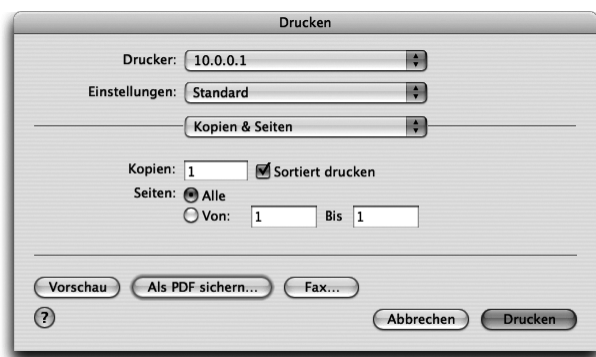 Drucken
Drucker: 10.0.0.1
Einstellungen: Standard
Kopien & Seiten
Kopien: 1 Sortiert drucken
Seiten: Alle
Von: 1 Bis 1
Vorschau Als PDF sichern... Fax...
? Abbrechen Drucken